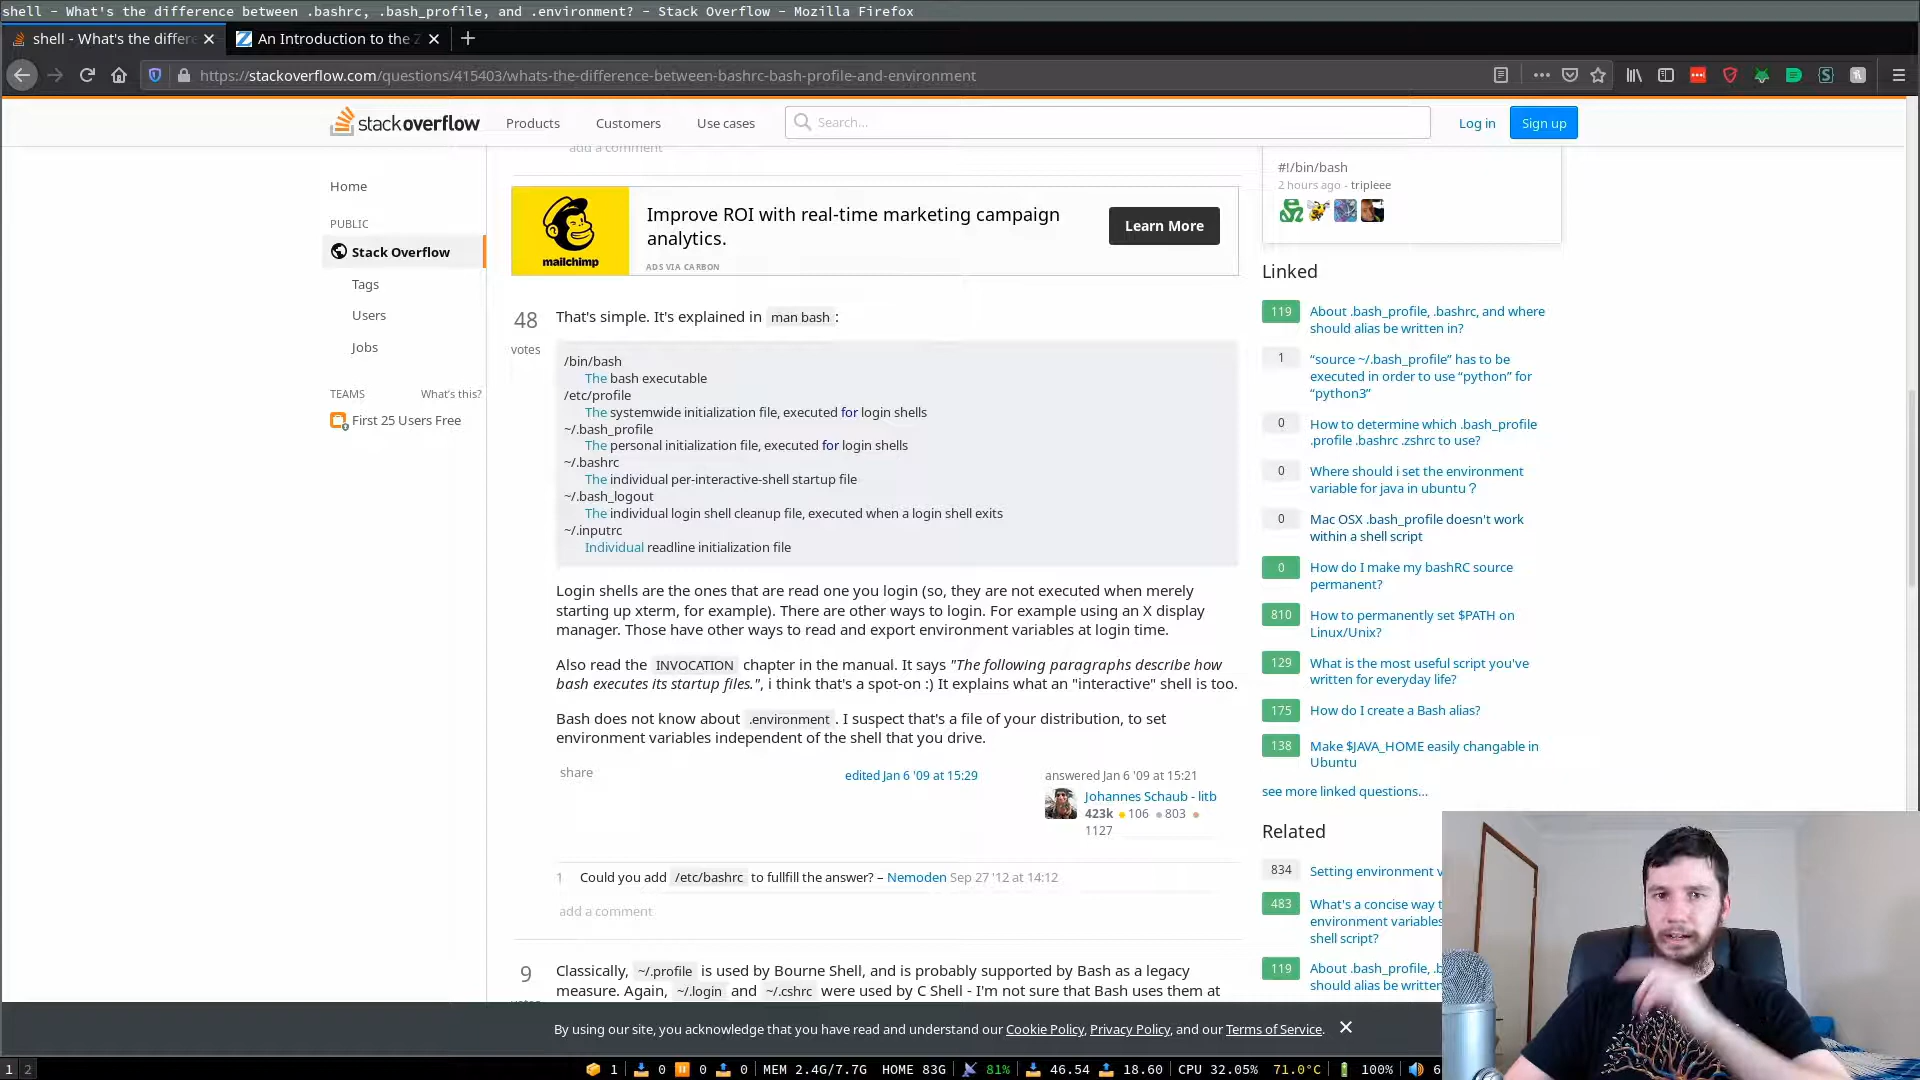 shell - What's the difference between .bashrc, .bash_profile, and .environment? - Stack Overflow - Mozilla Firefox
shell - What's the differe
An Introduction to the Z
https://stackoverflow.com/questions/415403/whats-the-difference-between-bashrc-bash-profile-and-environment
stackoverflow
Products
Customers
Use cases
Search...
Log in
Sign up
Home
PUBLIC
Stack Overflow
Tags
Users
Jobs
TEAMS
What's this?
First 25 Users Free
add a comment
mailchimp
Improve ROI with real-time marketing campaign
analytics.
ADS VIA CARBON
Learn More
48
votes
That's simple. It's explained in man bash :
/bin/bash
The bash executable
/etc/profile
The systemwide initialization file, executed for login shells
~/.bash_profile
The personal initialization file, executed for login shells
~/.bashrc
The individual per-interactive-shell startup file
~/.bash_logout
The individual login shell cleanup file, executed when a login shell exits
~/.inputrc
Individual readline initialization file
Login shells are the ones that are read one you login (so, they are not executed when merely
starting up xterm, for example). There are other ways to login. For example using an X display
manager. Those have other ways to read and export environment variables at login time.
Also read the INVOCATION chapter in the manual. It says "The following paragraphs describe how
bash executes its startup files.", i think that's a spot-on :) It explains what an "interactive" shell is too.
Bash does not know about .environment . I suspect that's a file of your distribution, to set
environment variables independent of the shell that you drive.
share
edited Jan 6 '09 at 15:29
answered Jan 6 '09 at 15:21
Johannes Schaub - litb
423k 106 803
1127
1 Could you add /etc/bashrc to fullfill the answer? – Nemoden Sep 27 '12 at 14:12
add a comment
9
Classically, ~/.profile is used by Bourne Shell, and is probably supported by Bash as a legacy
measure. Again, ~/.login and ~/.cshrc were used by C Shell - I'm not sure that Bash uses them at
#!/bin/bash
2 hours ago - tripleee
Linked
119 About .bash_profile, .bashrc, and where
should alias be written in?
1 “source ~/.bash_profile” has to be
executed in order to use “python” for
“python3”
0 How to determine which .bash_profile
.profile .bashrc .zshrc to use?
0 Where should i set the environment
variable for java in ubuntu？
0 Mac OSX .bash_profile doesn't work
within a shell script
0 How do I make my bashRC source
permanent?
810 How to permanently set $PATH on
Linux/Unix?
129 What is the most useful script you've
written for everyday life?
175 How do I create a Bash alias?
138 Make $JAVA_HOME easily changable in
Ubuntu
see more linked questions...
Related
834 Setting environment v
483 What's a concise way t
environment variables
shell script?
119 About .bash_profile, .b
should alias be written
By using our site, you acknowledge that you have read and understand our Cookie Policy, Privacy Policy, and our Terms of Service.
1 2
1 0 0 0 MEM 2.4G/7.7G HOME 83G 81% 46.54 18.60 CPU 32.05% 71.0°C 100% 6